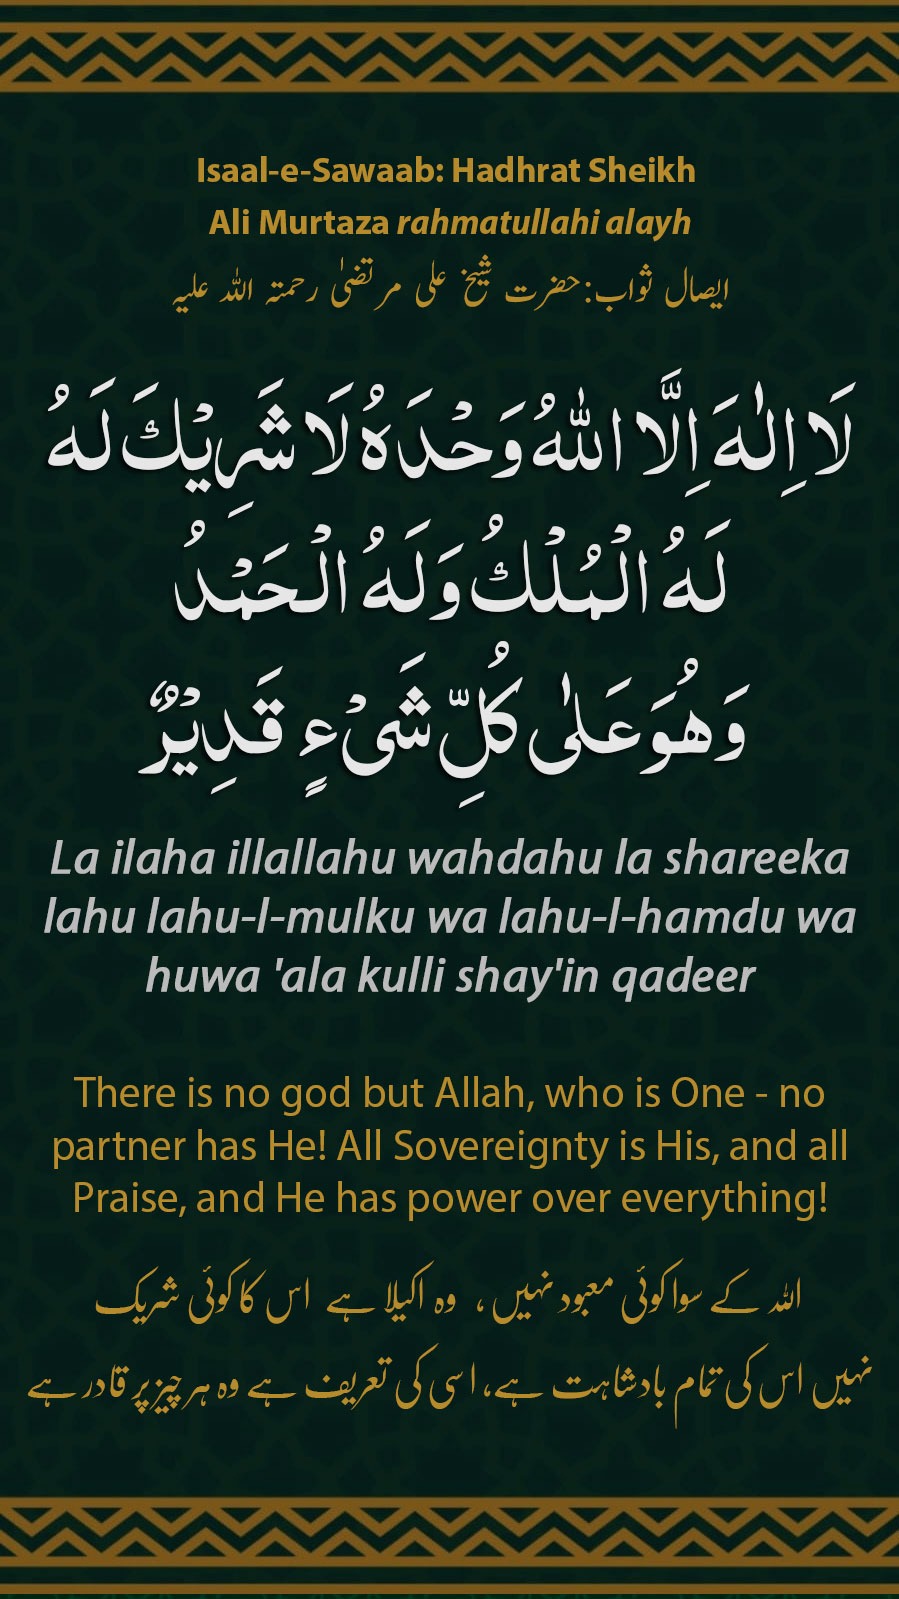 Isaal-e-Sawaab: Hadhrat Sheikh
Ali Murtaza rahmatullahi alayh
ایصال ثواب: حضرت شیخ علی مرتضیٰ رحمتہ اللہ علیہ
لَا اِلٰهَ اِلَّا اللّٰهُ وَحْدَهٗ لَا شَرِيْكَ لَهٗ
لَهُ الْمُلْكُ وَلَهُ الْحَمْدُ
وَهُوَ عَلٰى كُلِّ شَىْءٍ قَدِيْرٌ
La ilaha illallahu wahdahu la shareeka
lahu lahu-l-mulku wa lahu-l-hamdu wa
huwa 'ala kulli shay'in qadeer
There is no god but Allah, who is One - no
partner has He! All Sovereignty is His, and all
Praise, and He has power over everything!
اللہ کے سوا کوئی معبود نہیں، وہ اکیلا ہے اس کا کوئی شریک
نہیں اس کی تمام بادشاہت ہے، اسی کی تعریف ہے وہ ہر چیز پر قادر ہے